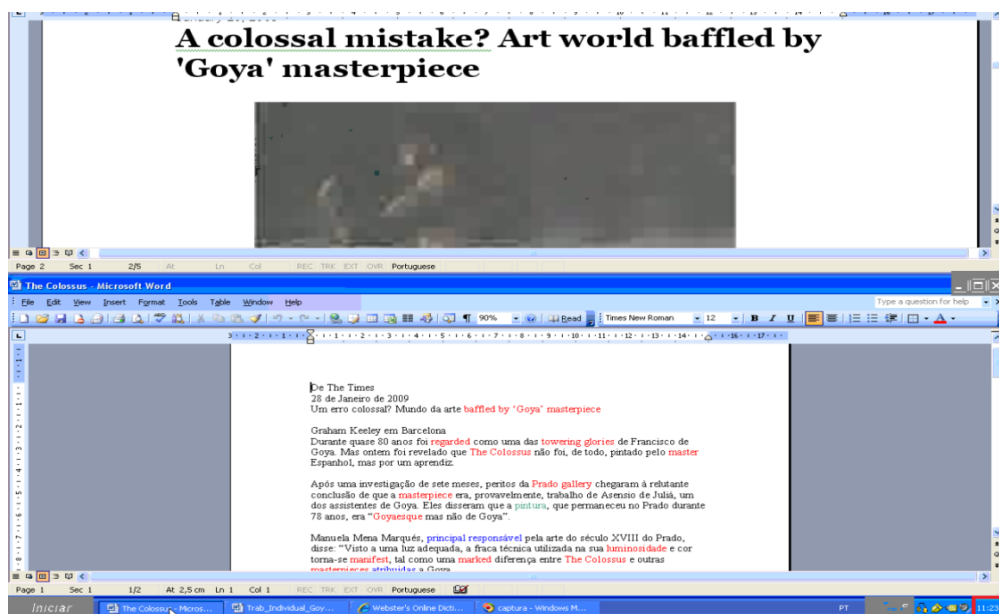 A colossal mistake? Art world baffled by
'Goya' masterpiece
Page 2 Sec 1 2/5 At Ln Col REC TRK EXT OVR Portuguese
The Colossus - Microsoft Word
File Edit View Insert Format Tools Table Window Help Type a question for help
90% Read Times New Roman 12 B I U
De The Times
28 de Janeiro de 2009
Um erro colossal? Mundo da arte baffled by 'Goya' masterpiece
Graham Keeley em Barcelona
Durante quase 80 anos foi regarded como uma das towering glories de Francisco de
Goya. Mas ontem foi revelado que The Colossus não foi, de todo, pintado pelo master
Espanhol, mas por um aprendiz.
Após uma investigação de sete meses, peritos da Prado gallery chegaram à relutante
conclusão de que a masterpiece era, provavelmente, trabalho de Asensio de Juliá, um
dos assistentes de Goya. Eles disseram que a pintura, que permaneceu no Prado durante
78 anos, era "Goyaesque mas não de Goya".
Manuela Mena Marqués, principal responsável pela arte do século XVIII do Prado,
disse: "Visto a uma luz adequada, a fraca técnica utilizada na sua luminosidade e cor
torna-se manifest, tal como uma marked diferença entre The Colossus e outras
masterpieces atribuidas a Goya
Page 1 Sec 1 1/2 At 2,5 cm Ln 1 Col 1 REC TRK EXT OVR Portuguese
Iniciar The Colossus - Micros... Trab_Individual_Goy... Webster's Online Dicti... captura - Windows M... PT 11:23